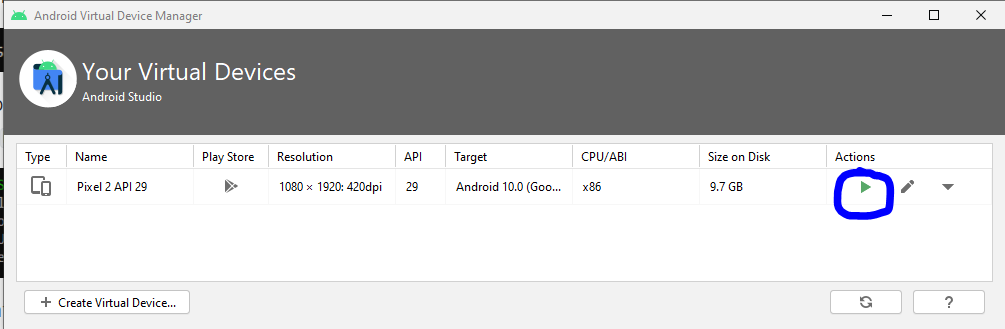 Android Virtual Device Manager
Your Virtual Devices
Android Studio
Type Name Play Store Resolution API Target CPU/ABI Size on Disk Actions
Pixel 2 API 29 1080 × 1920: 420dpi 29 Android 10.0 (Goo... x86 9.7 GB
+ Create Virtual Device... ?